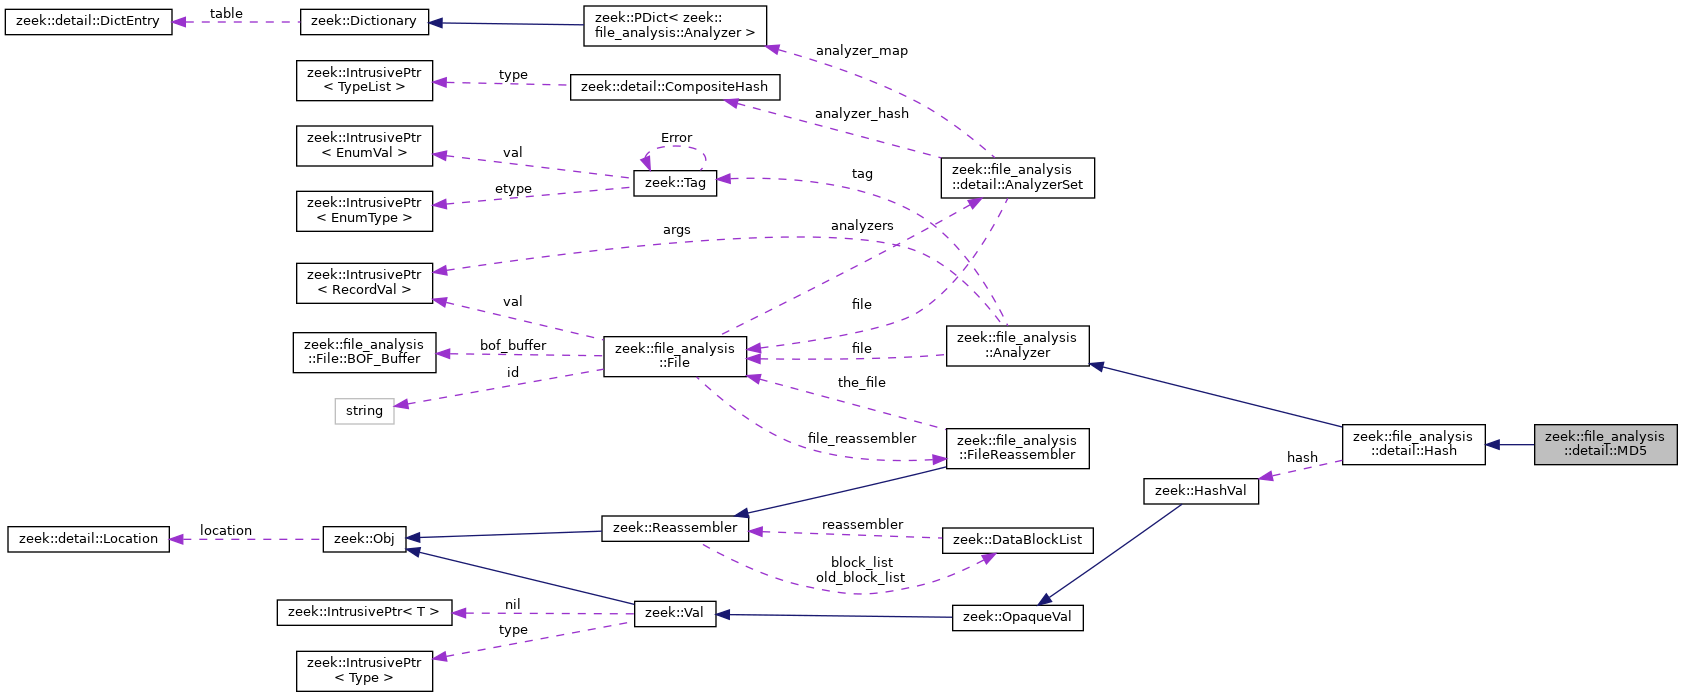 zeek::detail::DictEntry
table
zeek::Dictionary
zeek::PDict< zeek::
file_analysis::Analyzer >
analyzer_map
zeek::IntrusivePtr
< TypeList >
type
zeek::detail::CompositeHash
analyzer_hash
zeek::IntrusivePtr
< EnumVal >
val
Error
zeek::Tag
tag
zeek::file_analysis
::detail::AnalyzerSet
zeek::IntrusivePtr
< EnumType >
etype
args
analyzers
zeek::IntrusivePtr
< RecordVal >
val
file
zeek::file_analysis
::File::BOF_Buffer
bof_buffer
zeek::file_analysis
::File
file
zeek::file_analysis
::Analyzer
id
string
the_file
file_reassembler
zeek::file_analysis
::FileReassembler
zeek::file_analysis
::detail::Hash
zeek::file_analysis
::detail::MD5
hash
zeek::HashVal
zeek::detail::Location
location
zeek::Obj
zeek::Reassembler
reassembler
zeek::DataBlockList
block_list
old_block_list
zeek::IntrusivePtr< T >
nil
zeek::Val
zeek::OpaqueVal
type
zeek::IntrusivePtr
< Type >